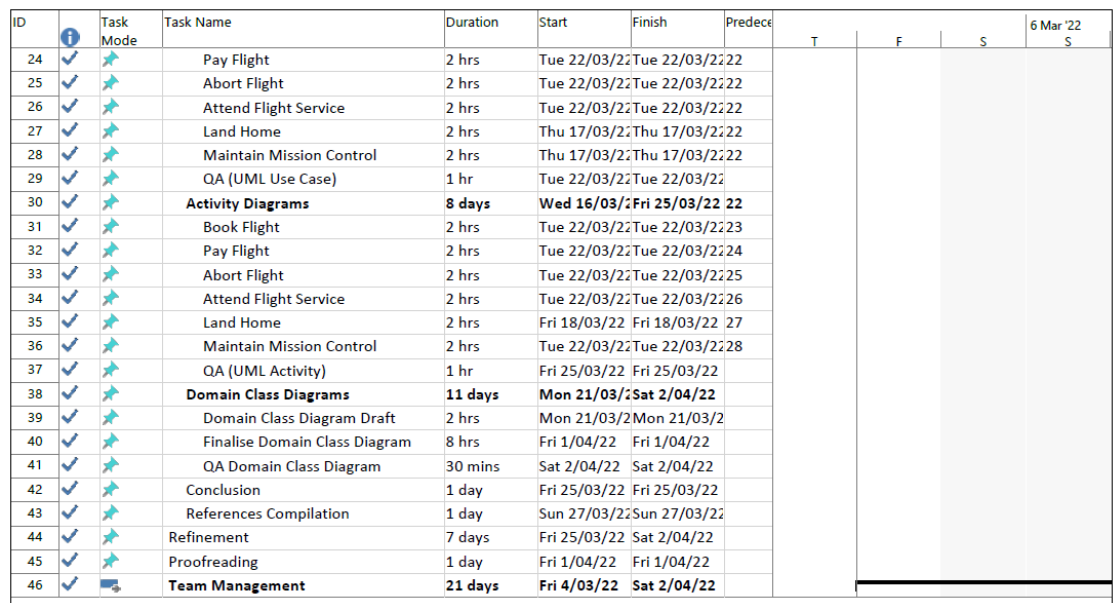 ID Task Mode Task Name Duration Start Finish Predece 6 Mar '22
T F S S
24 Pay Flight 2 hrs Tue 22/03/22 Tue 22/03/22 22
25 Abort Flight 2 hrs Tue 22/03/22 Tue 22/03/22 22
26 Attend Flight Service 2 hrs Tue 22/03/22 Tue 22/03/22 22
27 Land Home 2 hrs Thu 17/03/22 Thu 17/03/22 22
28 Maintain Mission Control 2 hrs Thu 17/03/22 Thu 17/03/22 22
29 QA (UML Use Case) 1 hr Tue 22/03/22 Tue 22/03/22
30 Activity Diagrams 8 days Wed 16/03/2 Fri 25/03/22 22
31 Book Flight 2 hrs Tue 22/03/22 Tue 22/03/22 23
32 Pay Flight 2 hrs Tue 22/03/22 Tue 22/03/22 24
33 Abort Flight 2 hrs Tue 22/03/22 Tue 22/03/22 25
34 Attend Flight Service 2 hrs Tue 22/03/22 Tue 22/03/22 26
35 Land Home 2 hrs Fri 18/03/22 Fri 18/03/22 27
36 Maintain Mission Control 2 hrs Tue 22/03/22 Tue 22/03/22 28
37 QA (UML Activity) 1 hr Fri 25/03/22 Fri 25/03/22
38 Domain Class Diagrams 11 days Mon 21/03/2 Sat 2/04/22
39 Domain Class Diagram Draft 2 hrs Mon 21/03/2 Mon 21/03/2
40 Finalise Domain Class Diagram 8 hrs Fri 1/04/22 Fri 1/04/22
41 QA Domain Class Diagram 30 mins Sat 2/04/22 Sat 2/04/22
42 Conclusion 1 day Fri 25/03/22 Fri 25/03/22
43 References Compilation 1 day Sun 27/03/22 Sun 27/03/22
44 Refinement 7 days Fri 25/03/22 Sat 2/04/22
45 Proofreading 1 day Fri 1/04/22 Fri 1/04/22
46 Team Management 21 days Fri 4/03/22 Sat 2/04/22